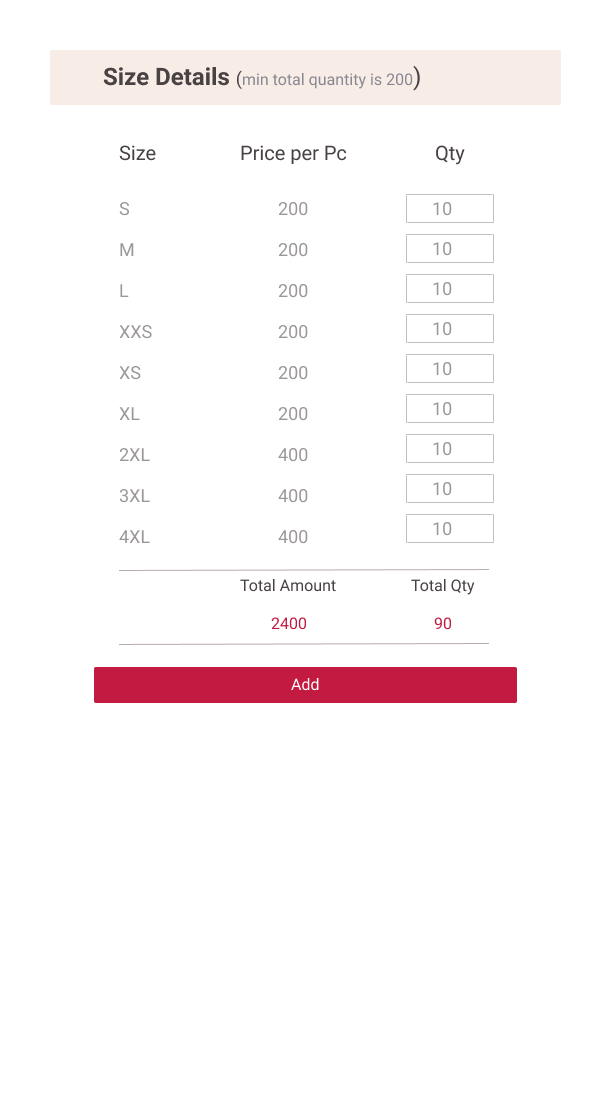 Size Details (min total quantity is 200)
Size Price per Pc Qty
S 200 10
M 200 10
L 200 10
XXS 200 10
XS 200 10
XL 200 10
2XL 400 10
3XL 400 10
4XL 400 10
Total Amount Total Qty
2400 90
Add